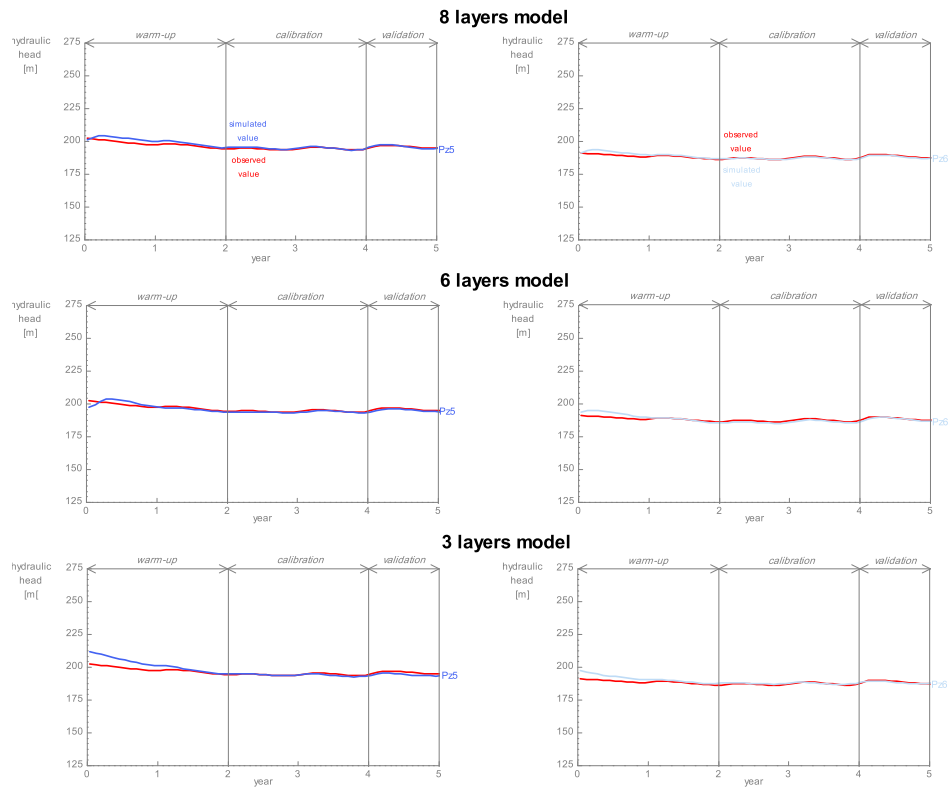 8 layers model
hydraulic
head
[m]
275
250
225
200
175
150
125
warm-up
calibration
validation
simulated
value
observed
value
Pz5
0
1
2
3
4
5
year
hydraulic
head
[m]
275
250
225
200
175
150
125
warm-up
calibration
validation
observed
value
simulated
value
Pz6
0
1
2
3
4
5
year
6 layers model
hydraulic
head
[m]
275
250
225
200
175
150
125
warm-up
calibration
validation
Pz5
0
1
2
3
4
5
year
hydraulic
head
[m]
275
250
225
200
175
150
125
warm-up
calibration
validation
Pz6
0
1
2
3
4
5
year
3 layers model
hydraulic
head
[m[
275
250
225
200
175
150
125
warm-up
calibration
validation
Pz5
0
1
2
3
4
5
year
hydraulic
head
[m]
275
250
225
200
175
150
125
warm-up
calibration
validation
Pz6
0
1
2
3
4
5
year